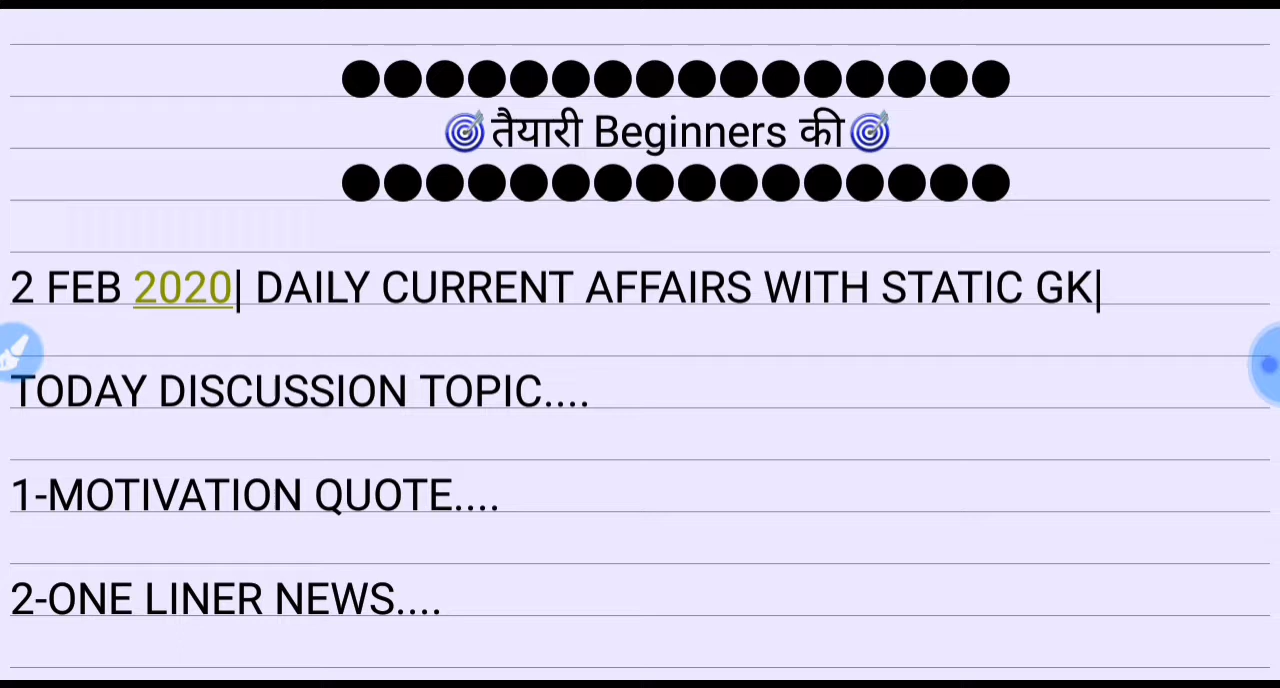 ●●●●●●●●●●●●●●●●
🎯तैयारी Beginners की🎯
●●●●●●●●●●●●●●●●
2 FEB 2020| DAILY CURRENT AFFAIRS WITH STATIC GK|
TODAY DISCUSSION TOPIC....
1-MOTIVATION QUOTE....
2-ONE LINER NEWS....